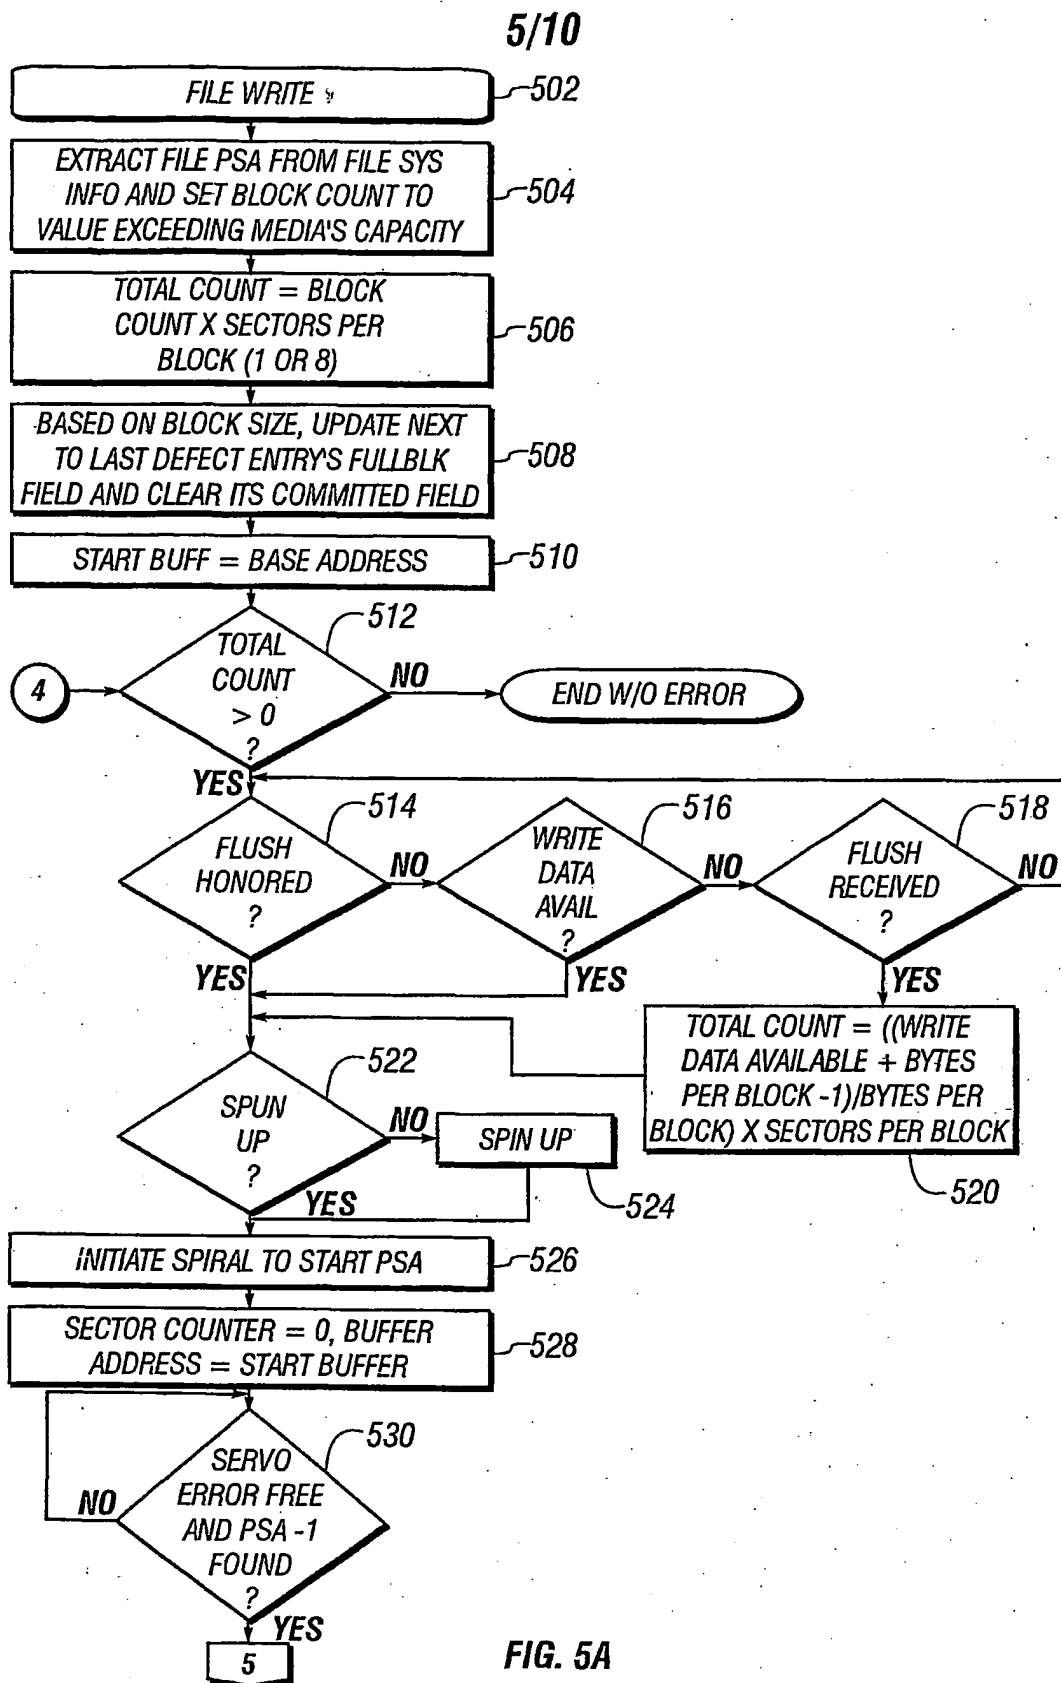 5/10
FILE WRITE
502
EXTRACT FILE PSA FROM FILE SYS
INFO AND SET BLOCK COUNT TO
VALUE EXCEEDING MEDIA'S CAPACITY
504
TOTAL COUNT = BLOCK
COUNT X SECTORS PER
BLOCK (1 OR 8)
506
BASED ON BLOCK SIZE, UPDATE NEXT
TO LAST DEFECT ENTRY'S FULLBLK
FIELD AND CLEAR ITS COMMITTED FIELD
508
START BUFF = BASE ADDRESS
510
4
TOTAL
COUNT
> 0
?
512
NO
END W/O ERROR
YES
FLUSH
HONORED
?
514
NO
WRITE
DATA
AVAIL
?
516
NO
FLUSH
RECEIVED
?
518
NO
YES
YES
YES
TOTAL COUNT = ((WRITE
DATA AVAILABLE + BYTES
PER BLOCK -1)/BYTES PER
BLOCK) X SECTORS PER BLOCK
520
SPUN
UP
?
522
NO
SPIN UP
524
YES
INITIATE SPIRAL TO START PSA
526
SECTOR COUNTER = 0, BUFFER
ADDRESS = START BUFFER
528
SERVO
ERROR FREE
AND PSA -1
FOUND
?
530
NO
YES
5
FIG. 5A